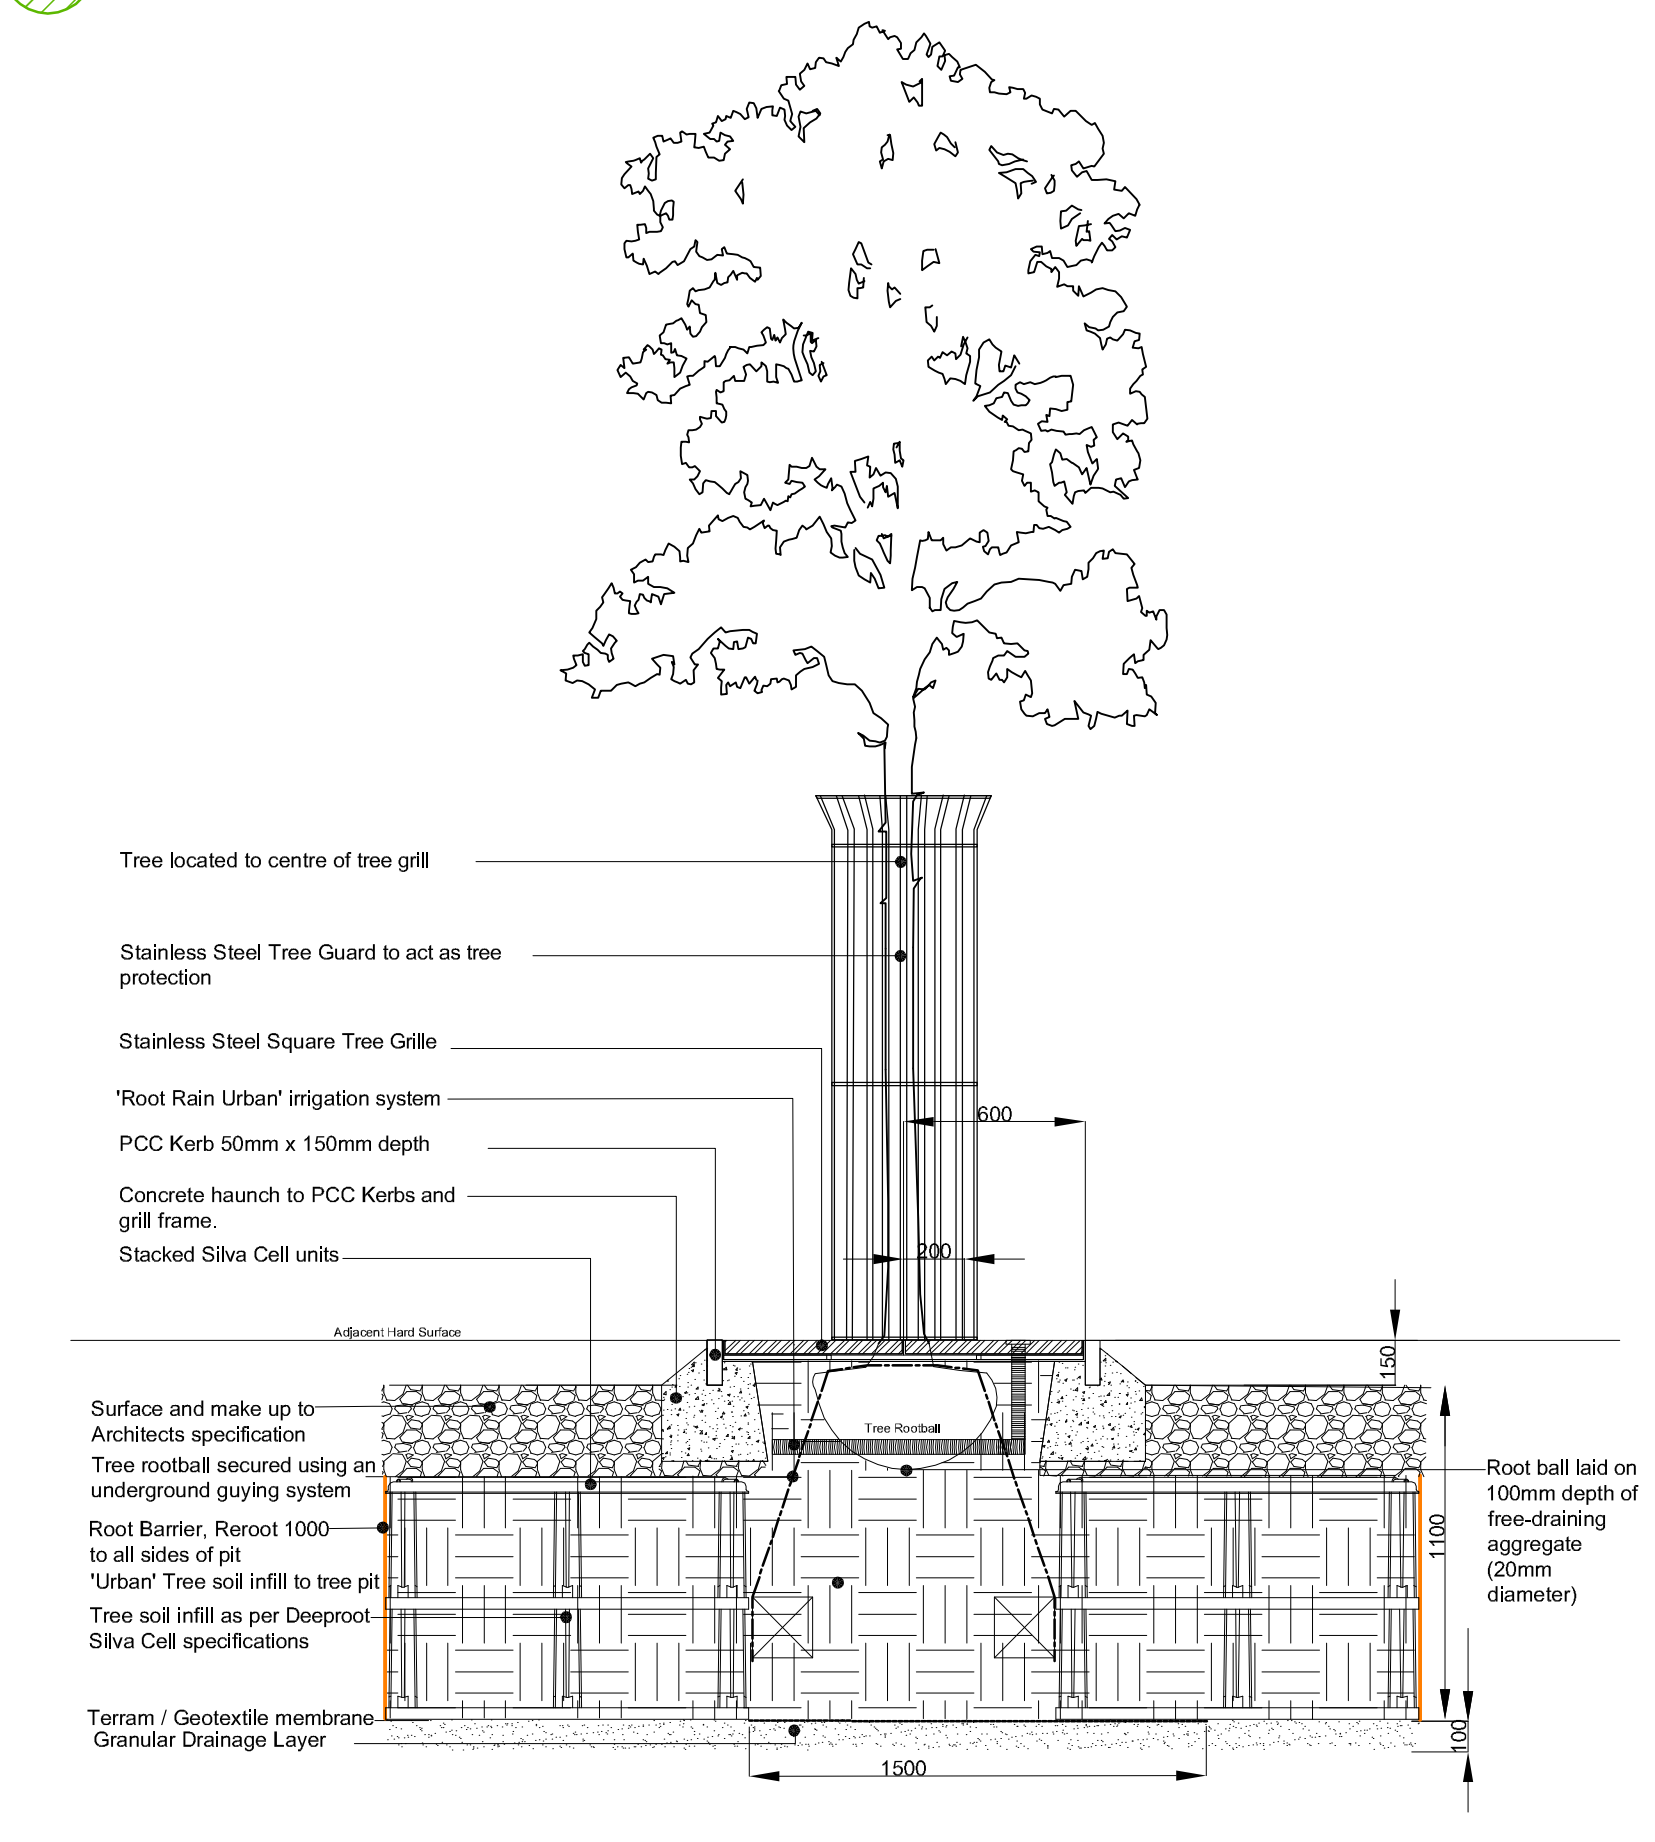 Tree located to centre of tree grill
Stainless Steel Tree Guard to act as tree
protection
Stainless Steel Square Tree Grille
'Root Rain Urban' irrigation system
600
PCC Kerb 50mm x 150mm depth
Concrete haunch to PCC Kerbs and
grill frame.
Stacked Silva Cell units
200
Adjacent Hard Surface
150
Surface and make up to
Architects specification
Tree Rootball
Tree rootball secured using an
underground guying system
Root ball laid on
100mm depth of
free-draining
aggregate
(20mm
diameter)
1100
Root Barrier, Reroot 1000
to all sides of pit
'Urban' Tree soil infill to tree pit
Tree soil infill as per Deeproot
Silva Cell specifications
Terram / Geotextile membrane
Granular Drainage Layer
100
1500